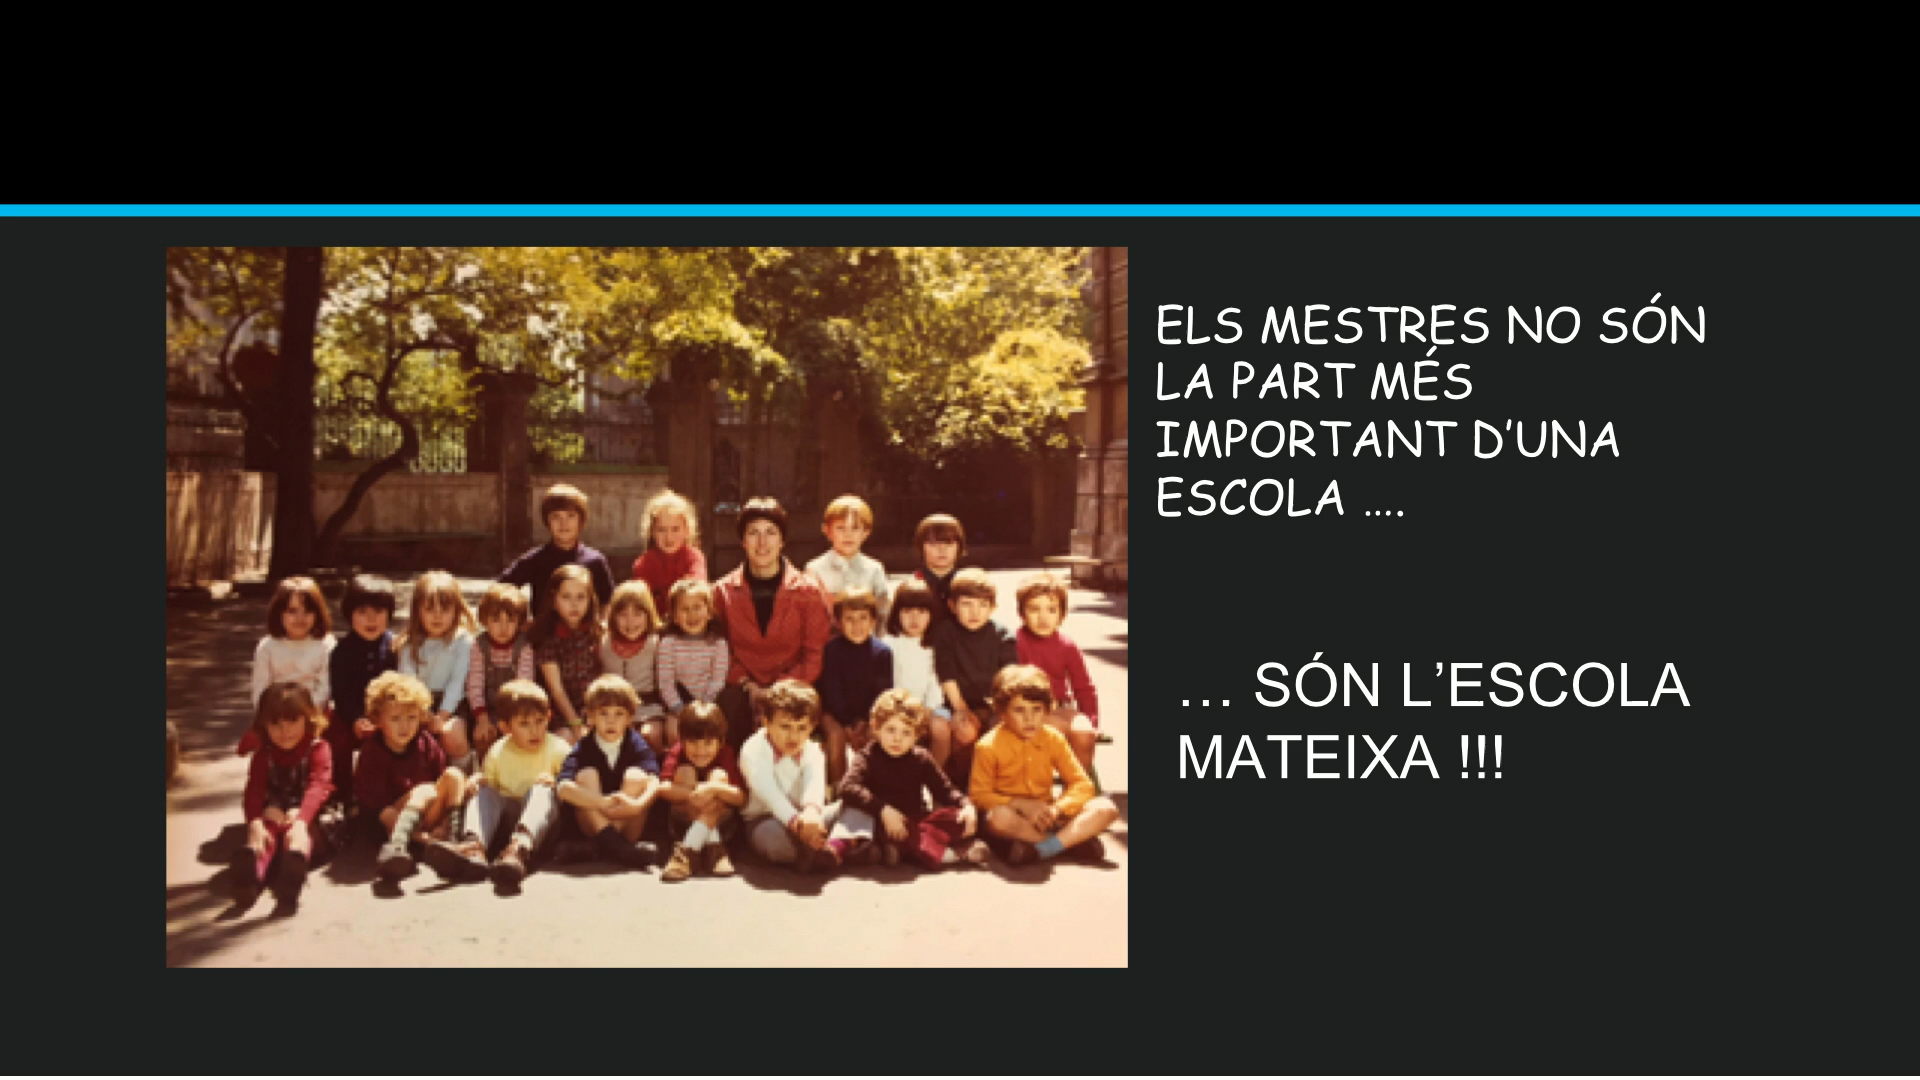 ELS MESTRES NO SÓN
LA PART MÉS
IMPORTANT D’UNA
ESCOLA ....
... SÓN L’ESCOLA
MATEIXA !!!